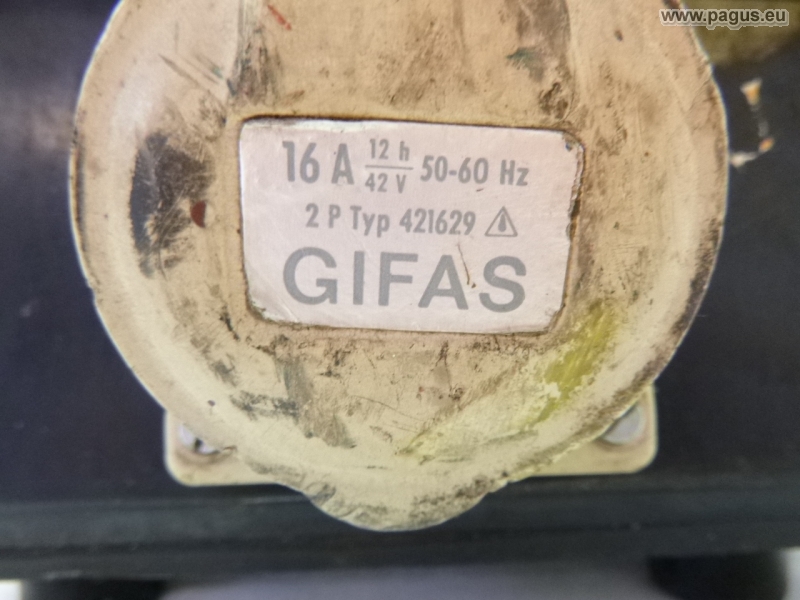 www.pagus.eu
16 A 12 h 50-60 Hz
42 V
2 P Typ 421629
GIFAS